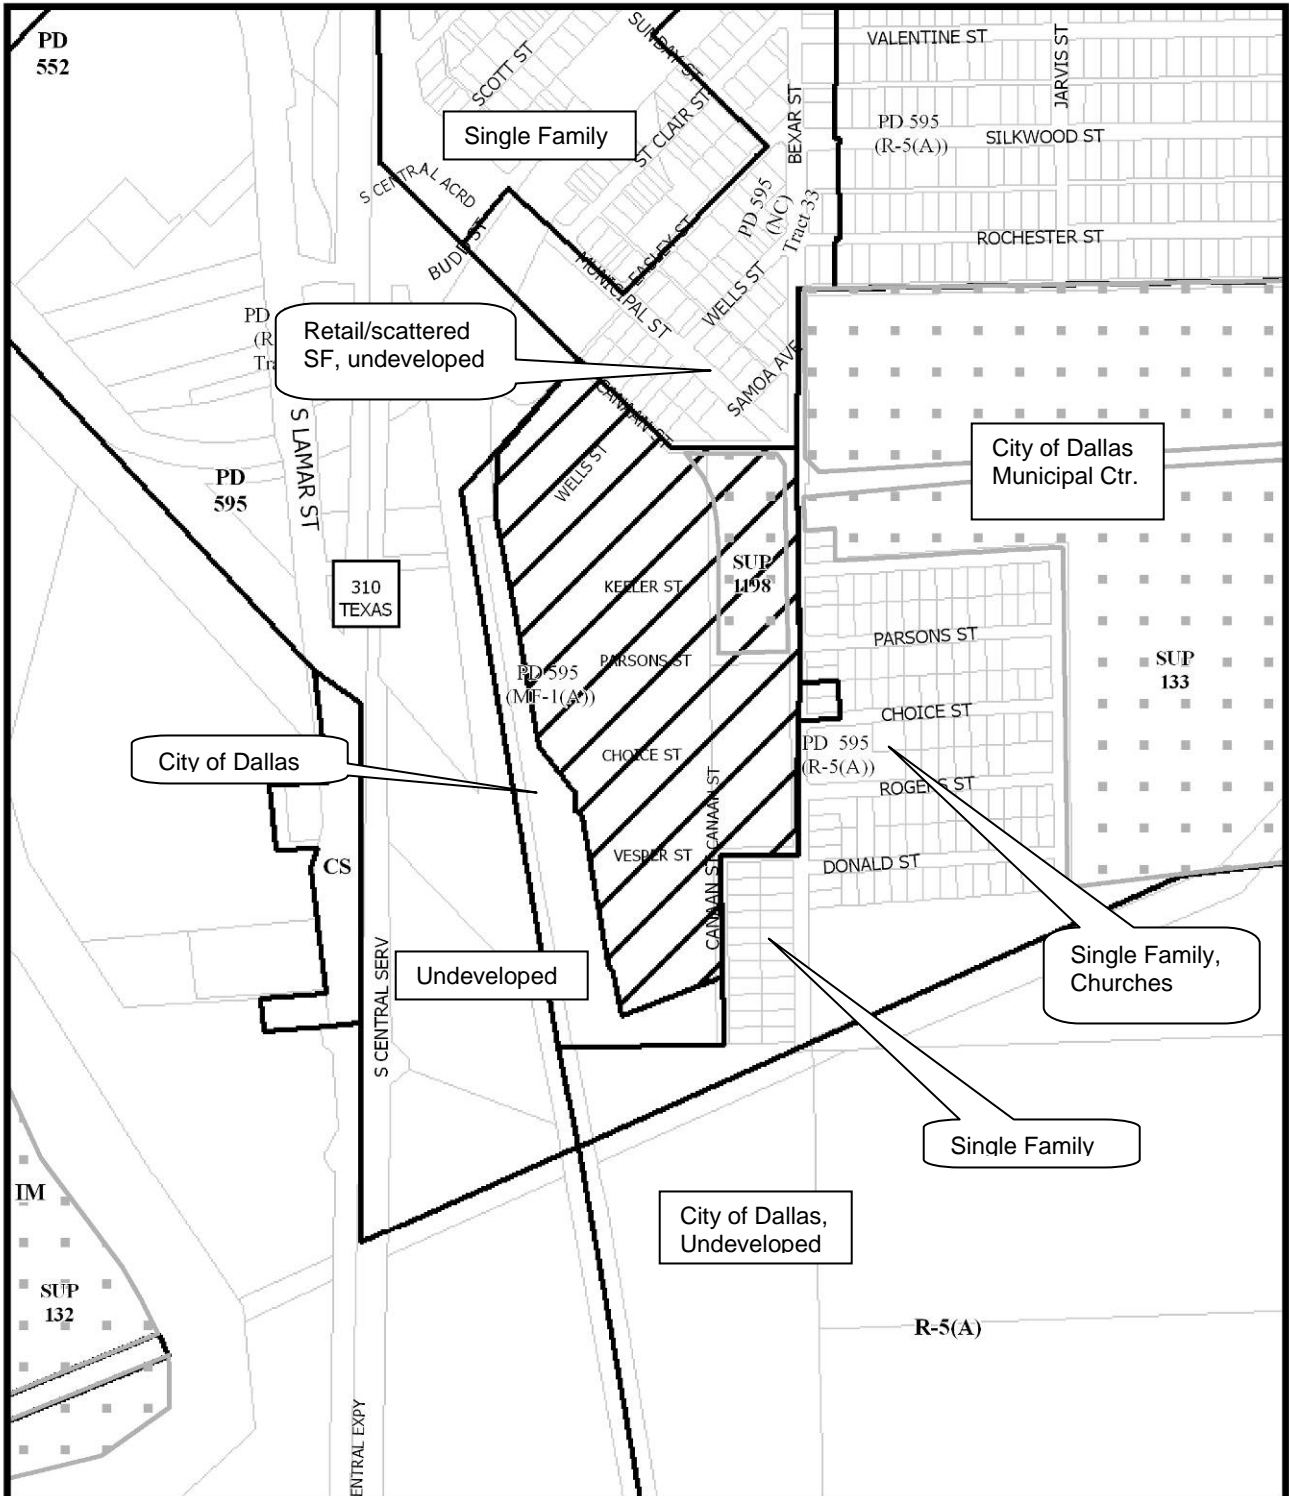 PD
552
VALENTINE ST
SUNDAY ST
SCOTT ST
JARVIS ST
BEXAR ST
PD 595
(R-5(A))
SILKWOOD ST
Single Family
ST CLAIR ST
S CENTRAL ACRD
PD 595
(NC)
Tract 33
ROCHESTER ST
BUDD ST
EASLEY ST
MUNICIPAL ST
WELLS ST
PD
(R
Tra
Retail/scattered
SF, undeveloped
SAMOA AVE
CANAAN ST
S LAMAR ST
City of Dallas
Municipal Ctr.
WELLS ST
PD
595
SUP
1198
310
TEXAS
KEELER ST
PARSONS ST
PARSONS ST
SUP
133
PD 595
(MF-1(A))
CHOICE ST
PD 595
(R-5(A))
City of Dallas
CHOICE ST
ROGERS ST
CANAAN ST
VESPER ST
DONALD ST
CS
CANAAN ST
S CENTRAL SERV
Undeveloped
Single Family,
Churches
Single Family
IM
City of Dallas,
Undeveloped
SUP
132
R-5(A)
ENTRAL EXPY